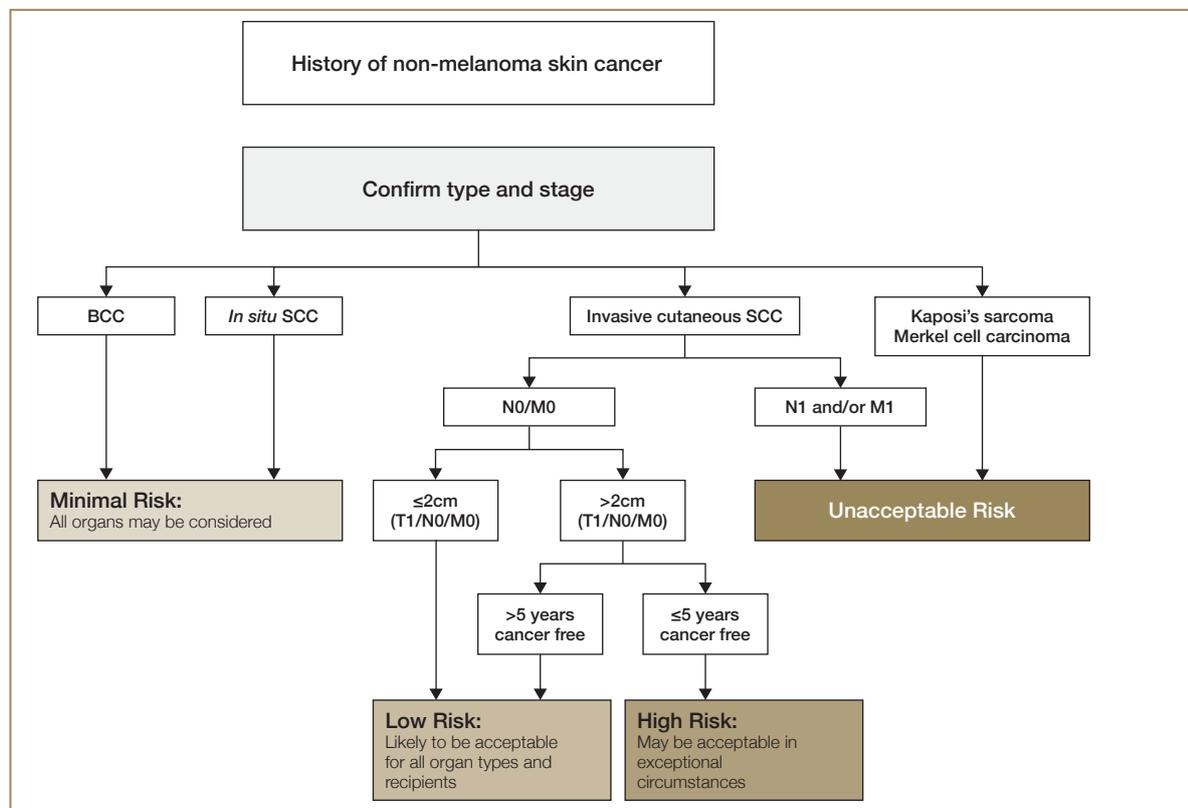 History of non-melanoma skin cancer
Confirm type and stage
BCC
In situ SCC
Invasive cutaneous SCC
Kaposi’s sarcoma
Merkel cell carcinoma
N0/M0
N1 and/or M1
Minimal Risk:
All organs may be considered
≤2cm
(T1/N0/M0)
>2cm
(T1/N0/M0)
Unacceptable Risk
>5 years
cancer free
≤5 years
cancer free
Low Risk:
Likely to be acceptable
for all organ types and
recipients
High Risk:
May be acceptable in
exceptional
circumstances